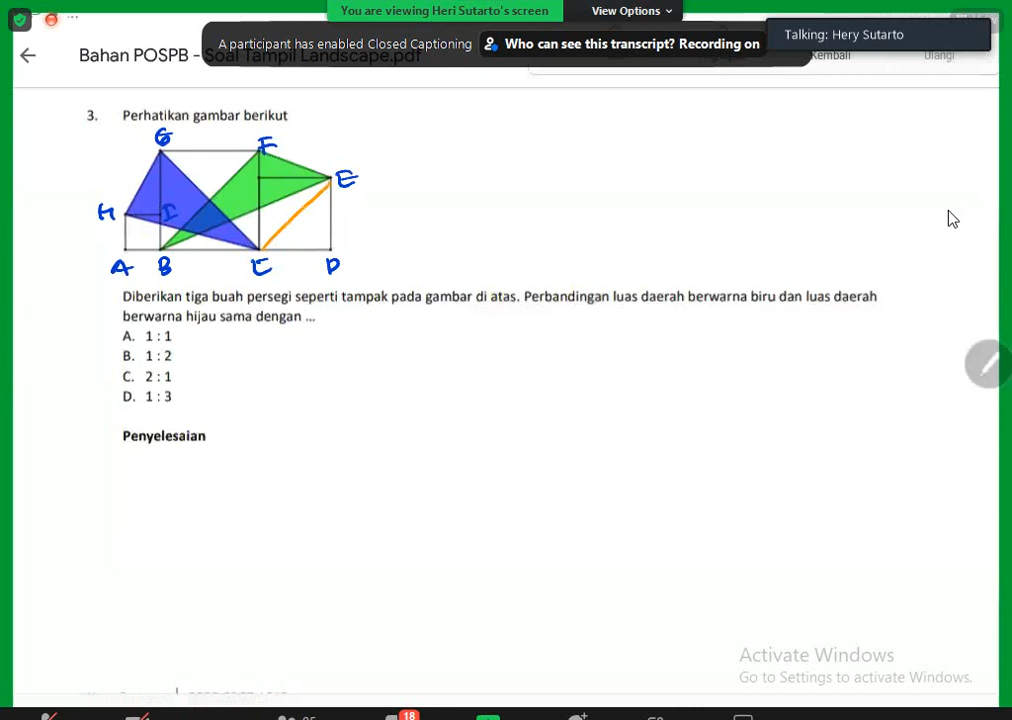 You are viewing Heri Sutarto's screen
View Options
A participant has enabled Closed Captioning
Who can see this transcript? Recording on
Talking: Hery Sutarto
Bahan POSPB - Soal Tampil Landscape.pdf
Kembali
Ulangi
3. Perhatikan gambar berikut
G
F
E
H
I
A B C D
Diberikan tiga buah persegi seperti tampak pada gambar di atas. Perbandingan luas daerah berwarna biru dan luas daerah
berwarna hijau sama dengan ...
A. 1 : 1
B. 1 : 2
C. 2 : 1
D. 1 : 3
Penyelesaian
Activate Windows
Go to Settings to activate Windows.
18